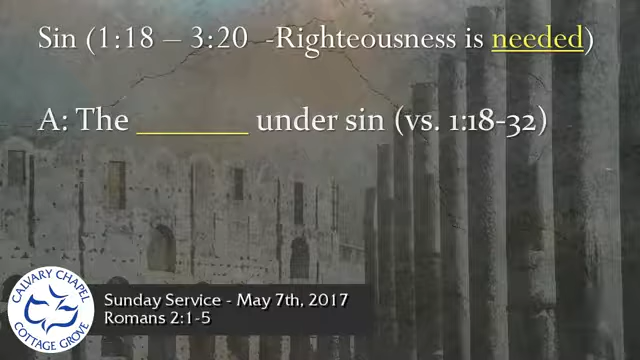 Sin (1:18 – 3:20 -Righteousness is needed)
A: The _______ under sin (vs. 1:18-32)
CALVARY CHAPEL
COTTAGE GROVE
Sunday Service - May 7th, 2017
Romans 2:1-5